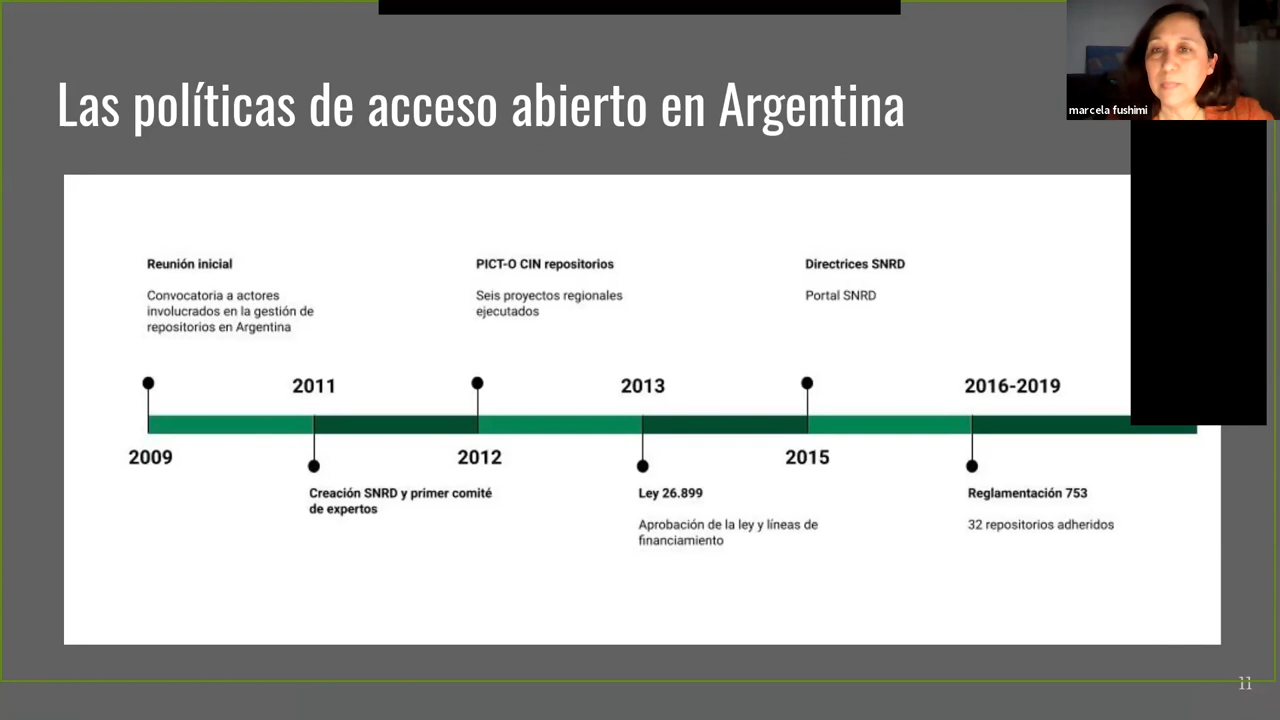 Las políticas de acceso abierto en Argentina
marcela fushimi
Reunión inicial
Convocatoria a actores
involucrados en la gestión de
repositorios en Argentina
PICT-O CIN repositorios
Seis proyectos regionales
ejecutados
Directrices SNRD
Portal SNRD
2011
2013
2016-2019
2009
2012
2015
Creación SNRD y primer comité
de expertos
Ley 26.899
Aprobación de la ley y líneas de
financiamiento
Reglamentación 753
32 repositorios adheridos
11